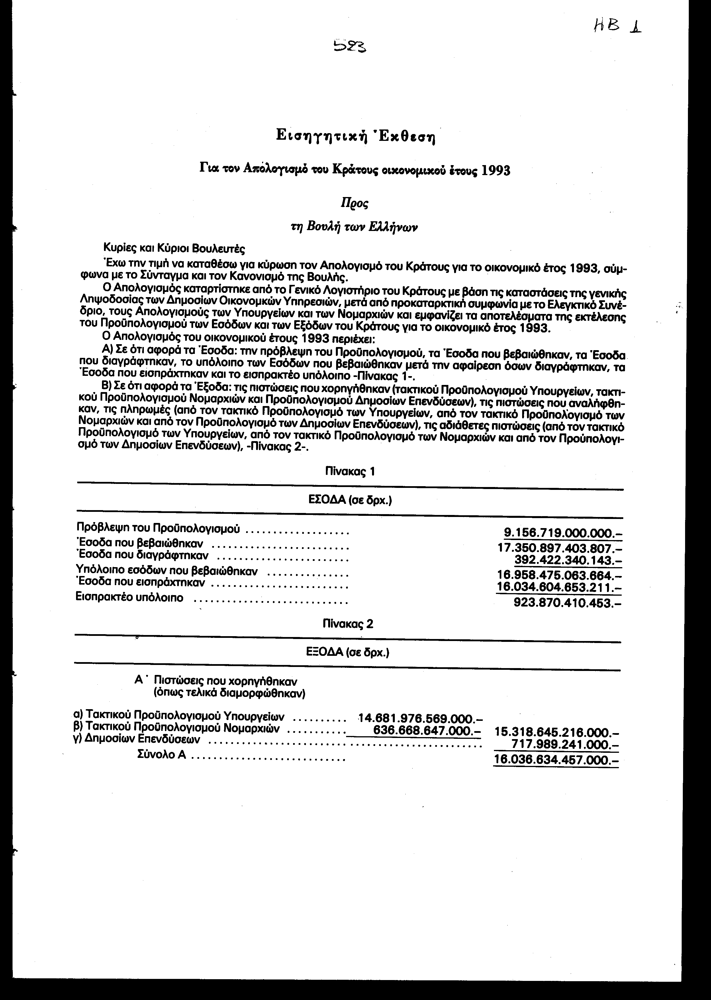 ΗΒ 1
523
Εισηγητική Έκθεση
Για τον Απόλογισμό του Κράτους οικονομικού έτους 1993
Προς
τη Βουλή των Ελλήνων
Κυρίες και Κύριοι Βουλευτές
Έχω την τιμή να καταθέσω για κύρωση τον Απολογισμό του Κράτους για το οικονομικό έτος 1993, σύμ-
φωνα με το Σύνταγμα και τον Κανονισμό της Βουλής.
Ο Απολογισμός καταρτίστηκε από το Γενικό Λογιστήριο του Κράτους με βάση τις καταστάσεις της γενικής
Ληψοδοσίας των Δημοσίων Οικονομκών Υπηρεσιών, μετά από προκαταρκτική συμφωνία με το Ελεγκτικό Συνέ-
δριο, τους Απολογισμούς των Υπουργείων και των Νομαρχιών και εμφανίζει τα αποτελέσματα της εκτέλεσης
του Προϋπολογισμού των Εσόδων και των Εξόδων του Κράτους για το οικονομικό έτος 1993.
Ο Απολογισμός του οικονομικού έτους 1993 περιέχει:
Α) Σε ότι αφορά τα Έσοδα: την πρόβλεψη του Προϋπολογισμού, τα Έσοδα που βεβαιώθηκαν, τα Έσοδα
που διαγράφτηκαν, το υπόλοιπο των Εσόδων που βεβαιώθηκαν μετά την αφαίρεση όσων διαγράφτηκαν, τα
Έσοδα που εισπράχτηκαν και το εισπρακτέο υπόλοιπο -Πίνακας 1-.
Β) Σε ότι αφορά τα Έξοδα: τις πιστώσεις που χορηγήθηκαν (τακτικού Προϋπολογισμού Υπουργείων, τακτι-
κού Προϋπολογισμού Νομαρχιών και Προϋπολογισμού Δημοσίων Επενδύσεων), τις πιστώσεις που αναλήφθη-
καν, τις πληρωμές (από τον τακτικό Προϋπολογισμό των Υπουργείων, από τον τακτικό Προϋπολογισμό των
Νομαρχιών και από τον Προϋπολογισμό των Δημοσίων Επενδύσεων), τις αδιάθετες πιστώσεις (από τον τακτικό
Προϋπολογισμό των Υπουργείων, από τον τακτικό Προϋπολογισμό των Νομαρχιών και από τον Προϋπολογι-
σμό των Δημοσίων Επενδύσεων), -Πίνακας 2-.
Πίνακας 1
ΕΣΟΔΑ (σε δρχ.)
Πρόβλεψη του Προϋπολογισμού ................... 9.156.719.000.000.–
Έσοδα που βεβαιώθηκαν ......................... 17.350.897.403.807.–
Έσοδα που διαγράφτηκαν ........................ 392.422.340.143.–
Υπόλοιπο εσόδων που βεβαιώθηκαν ............... 16.958.475.063.664.–
Έσοδα που εισπράχτηκαν ......................... 16.034.604.653.211.–
Εισπρακτέο υπόλοιπο ............................ 923.870.410.453.–
Πίνακας 2
ΕΞΟΔΑ (σε δρχ.)
Α΄ Πιστώσεις που χορηγήθηκαν
(όπως τελικά διαμορφώθηκαν)
α) Τακτικού Προϋπολογισμού Υπουργείων .......... 14.681.976.569.000.–
β) Τακτικού Προϋπολογισμού Νομαρχιών ........... 636.668.647.000.– 15.318.645.216.000.–
γ) Δημοσίων Επενδύσεων .................................................. 717.989.241.000.–
Σύνολο Α ............................ 16.036.634.457.000.–